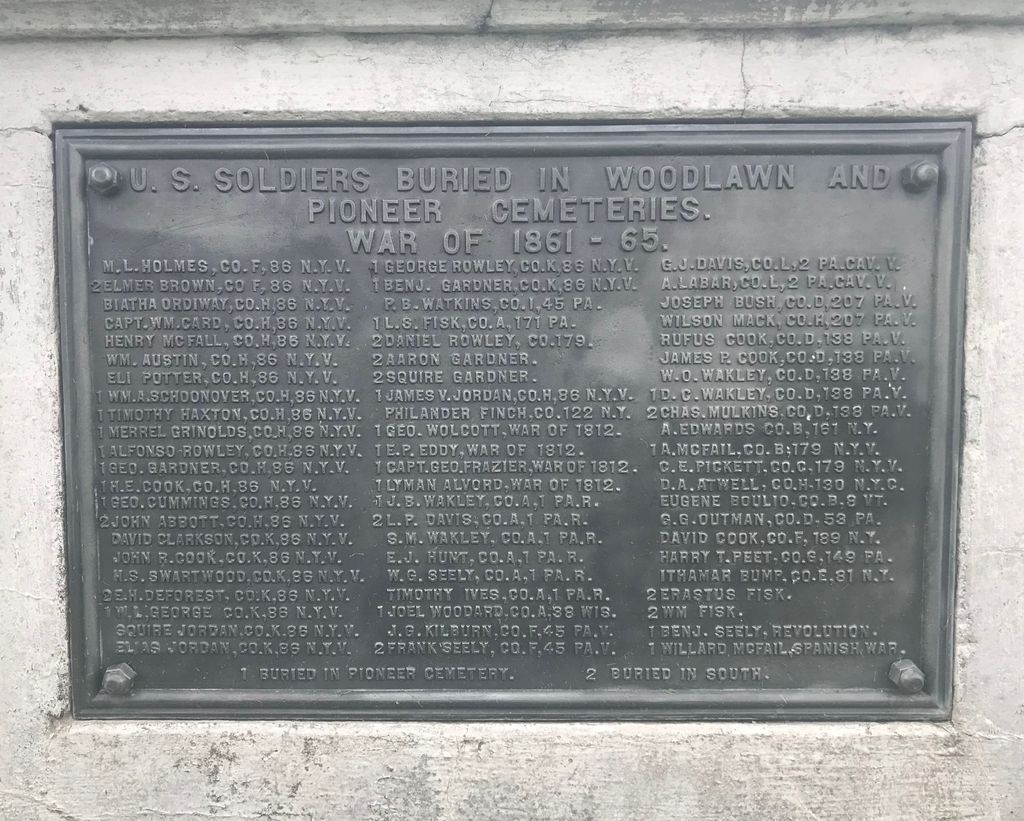 U. S. SOLDIERS BURIED IN WOODLAWN AND
PIONEER CEMETERIES.
WAR OF 1861 - 65.
M.L. HOLMES, CO. F, 86 N.Y.V.
2 ELMER BROWN, CO F, 86 N.Y.V.
BIATHA ORDIWAY, CO.H, 86 N.Y.V.
CAPT. WM. CARD, CO.H, 86 N.Y.V.
HENRY MCFALL, CO.H, 86 N.Y.V.
WM. AUSTIN, CO.H, 86 N.Y.V.
ELI POTTER, CO.H, 86 N.Y.V.
1 WM.A. SCHOONOVER, CO.H, 86 N.Y.V.
1 TIMOTHY HAXTON, CO.H, 86 N.Y.V.
1 MERREL GRINOLDS, CO.H, 86 N.Y.V.
1 ALFONSO ROWLEY, CO.H, 86 N.Y.V.
1 GEO. GARDNER, CO.H, 86 N.Y.V.
1 H.E. COOK, CO.H, 86 N.Y.V.
1 GEO. CUMMINGS, CO.H, 86 N.Y.V.
2 JOHN ABBOTT, CO.H, 86 N.Y.V.
DAVID CLARKSON, CO.K, 86 N.Y.V.
JOHN R. COOK, CO.K, 86 N.Y.V.
H.S. SWARTWOOD, CO.K, 86 N.Y.V.
2 E.H. DEFOREST, CO.K, 86 N.Y.V.
1 W.L. GEORGE CO.K, 86 N.Y.V.
SQUIRE JORDAN, CO.K, 86 N.Y.V.
ELIAS JORDAN, CO.K, 86 N.Y.V.
1 GEORGE ROWLEY, CO.K, 86 N.Y.V.
1 BENJ. GARDNER, CO.K, 86 N.Y.V.
P.B. WATKINS, CO.I, 45 PA.
1 L.S. FISK, CO.A, 171 PA.
2 DANIEL ROWLEY, CO.179.
2 AARON GARDNER.
2 SQUIRE GARDNER.
1 JAMES V. JORDAN, CO.H, 86 N.Y.V.
PHILANDER FINCH, CO. 122 N.Y.
1 GEO. WOLCOTT, WAR OF 1812.
1 E.P. EDDY, WAR OF 1812.
1 CAPT. GEO. FRAZIER, WAR OF 1812.
1 LYMAN ALVORD, WAR OF 1812.
1 J.B. WAKLEY, CO.A, 1 PA.R.
2 L.P. DAVIS, CO.A, 1 PA.R.
S.M. WAKLEY, CO.A, 1 PA.R.
E.J. HUNT, CO.A, 1 PA.R.
W.G. SEELY, CO.A, 1 PA.R.
TIMOTHY IVES, CO.A, 1 PA.R.
1 JOEL WOODARD, CO.A, 38 WIS.
J.G. KILBURN, CO.F, 45 PA.V.
2 FRANK SEELY, CO.F, 45 PA.V.
G.J. DAVIS, CO.L, 2 PA.CAV.V.
A. LABAR, CO.L, 2 PA.CAV.V.
JOSEPH BUSH, CO.D, 207 PA.V.
WILSON MACK, CO.H, 207 PA.V.
RUFUS COOK, CO.D, 138 PA.V.
JAMES P. COOK, CO.D, 138 PA.V.
W.O. WAKLEY, CO.D, 138 PA.V.
1 D.C. WAKLEY, CO.D, 138 PA.V.
2 CHAS. MULKINS, CO.D, 138 PA.V.
A. EDWARDS CO.B, 161 N.Y.
1 A. MCFAIL, CO.B, 179 N.Y.V.
C.E. PICKETT, CO.C, 179 N.Y.V.
D.A. ATWELL, CO.H-130 N.Y.C.
EUGENE BOULIO, CO.B, 8 VT.
G.G. OUTMAN, CO.D. 53 PA.
DAVID COOK, CO.F, 189 N.Y.
HARRY T. PEET, CO.G, 149 PA.
ITHAMAR BUMP, CO.E, 81 N.Y.
2 ERASTUS FISK.
2 WM FISK.
1 BENJ. SEELY, REVOLUTION.
1 WILLARD MCFAIL, SPANISH WAR.
1 BURIED IN PIONEER CEMETERY. 2 BURIED IN SOUTH.